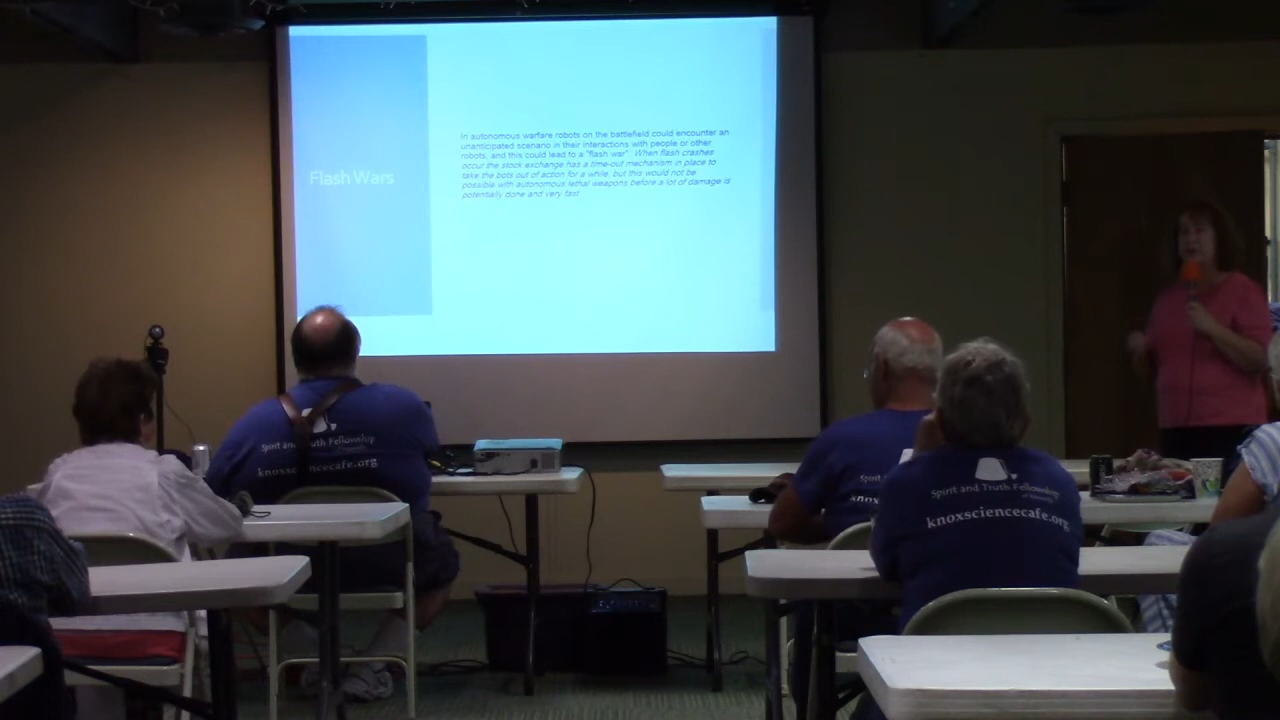 Flash Wars
In autonomous warfare robots on the battlefield could encounter an
unanticipated scenario in their interactions with people or other
robots, and this could lead to a "flash war". When flash crashes
occur the stock exchange has a time-out mechanism in place to
take the bots out of action for a while, but this would not be
possible with autonomous lethal weapons before a lot of damage is
potentially done and very fast
Spirit and Truth Fellowship
knoxsciencecafe.org
Spirit and Truth Fellowship
knoxsciencecafe.org